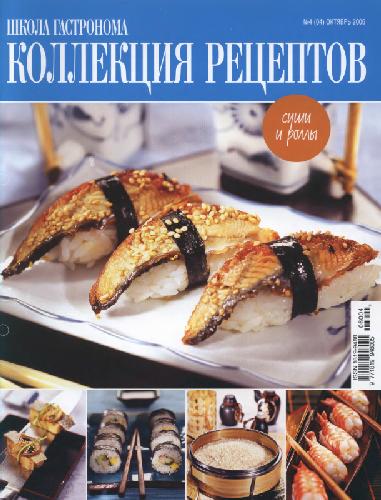 ШКОЛА ГАСТРОНОМА
№4 (04) ОКТЯБРЬ 2005
КОЛЛЕКЦИЯ РЕЦЕПТОВ
суши
и роллы